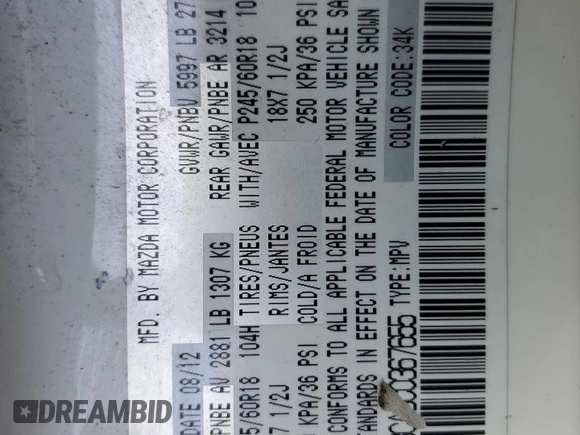 MFD. BY MAZDA MOTOR CORPORATION
DATE 08/12 GVWR/PNBV 5997 LB 27
PNBE AV 2881 LB 1307 KG REAR GAWR/PNBE AR 3214
5/60R18 104H TIRES/PNEUS WITH/AVEC P245/60R18 10
7 1/2J RIMS/JANTES 18X7 1/2J
KPA/36 PSI COLD/A FROID 250 KPA/36 PSI
CONFORMS TO ALL APPLICABLE FEDERAL MOTOR VEHICLE SA
TANDARDS IN EFFECT ON THE DATE OF MANUFACTURE SHOWN
TYPE:MPV COLOR CODE:34K
DREAMBID